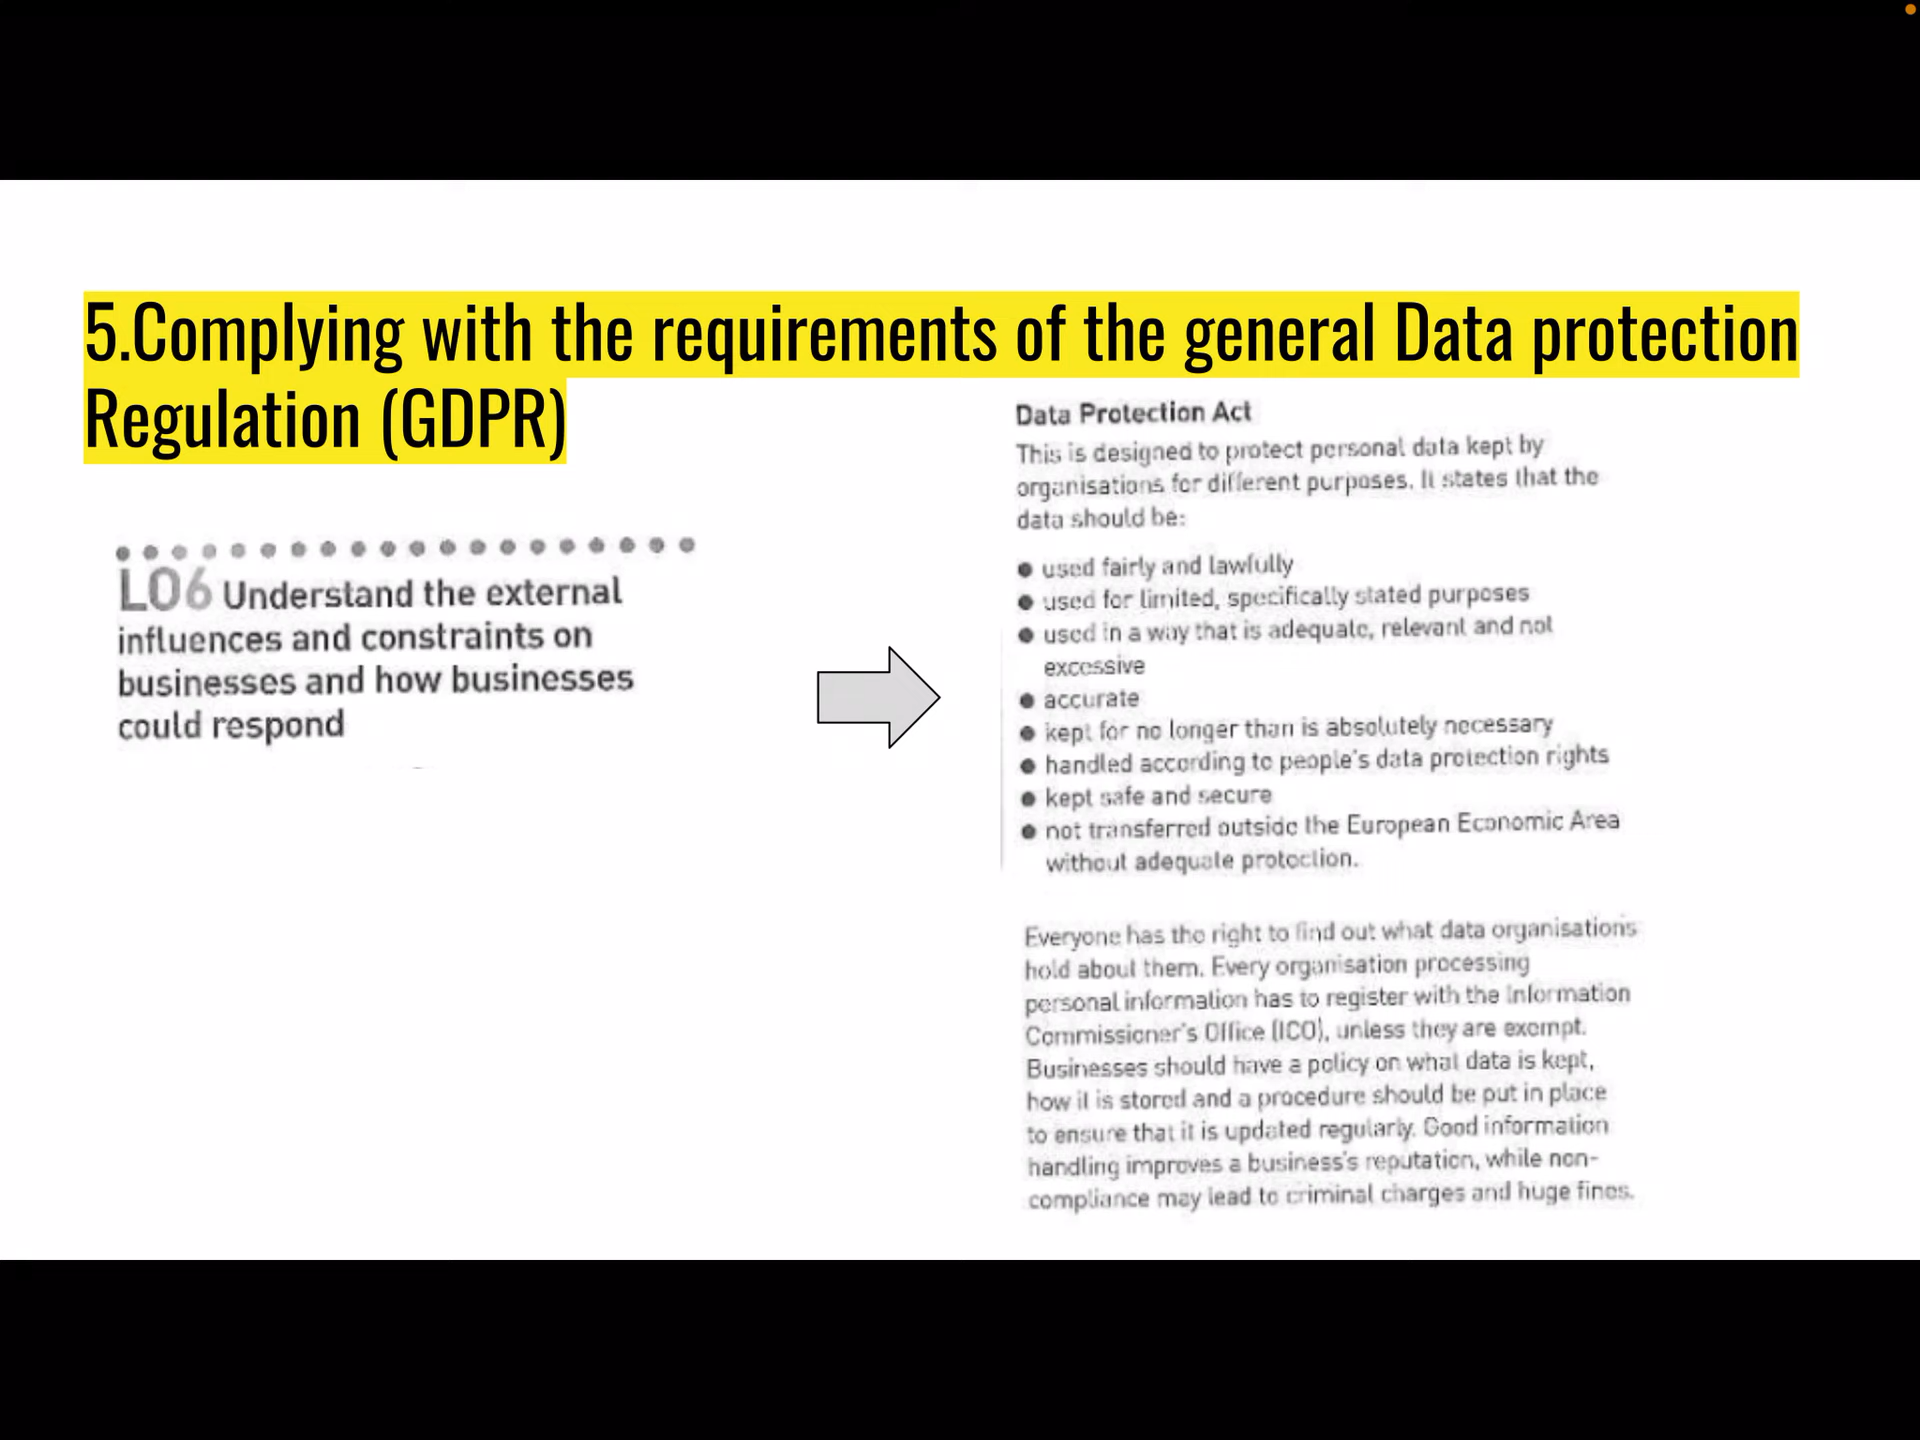 5.Complying with the requirements of the general Data protection
Regulation (GDPR)
LO6 Understand the external
influences and constraints on
businesses and how businesses
could respond
Data Protection Act
This is designed to protect personal data kept by
organisations for different purposes. It states that the
data should be:
● used fairly and lawfully
● used for limited, specifically stated purposes
● used in a way that is adequate, relevant and not
excessive
● accurate
● kept for no longer than is absolutely necessary
● handled according to people's data protection rights
● kept safe and secure
● not transferred outside the European Economic Area
without adequate protection.
Everyone has the right to find out what data organisations
hold about them. Every organisation processing
personal information has to register with the Information
Commissioner's Office (ICO), unless they are exempt.
Businesses should have a policy on what data is kept,
how it is stored and a procedure should be put in place
to ensure that it is updated regularly. Good information
handling improves a business's reputation, while non-
compliance may lead to criminal charges and huge fines.